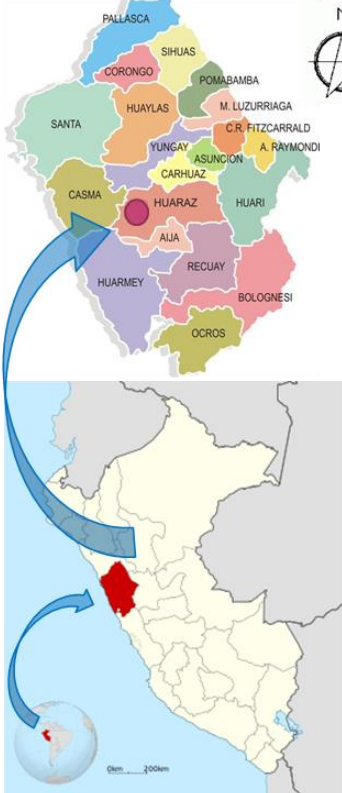 PALLASCA
N
SIHUAS
CORONGO
POMABAMBA
HUAYLAS
M. LUZURRIAGA
SANTA
C.R. FITZCARRALD
YUNGAY
A. RAYMONDI
ASUNCION
CARHUAZ
CASMA
HUARAZ
HUARI
AIJA
RECUAY
HUARMEY
BOLOGNESI
OCROS
0km 200km